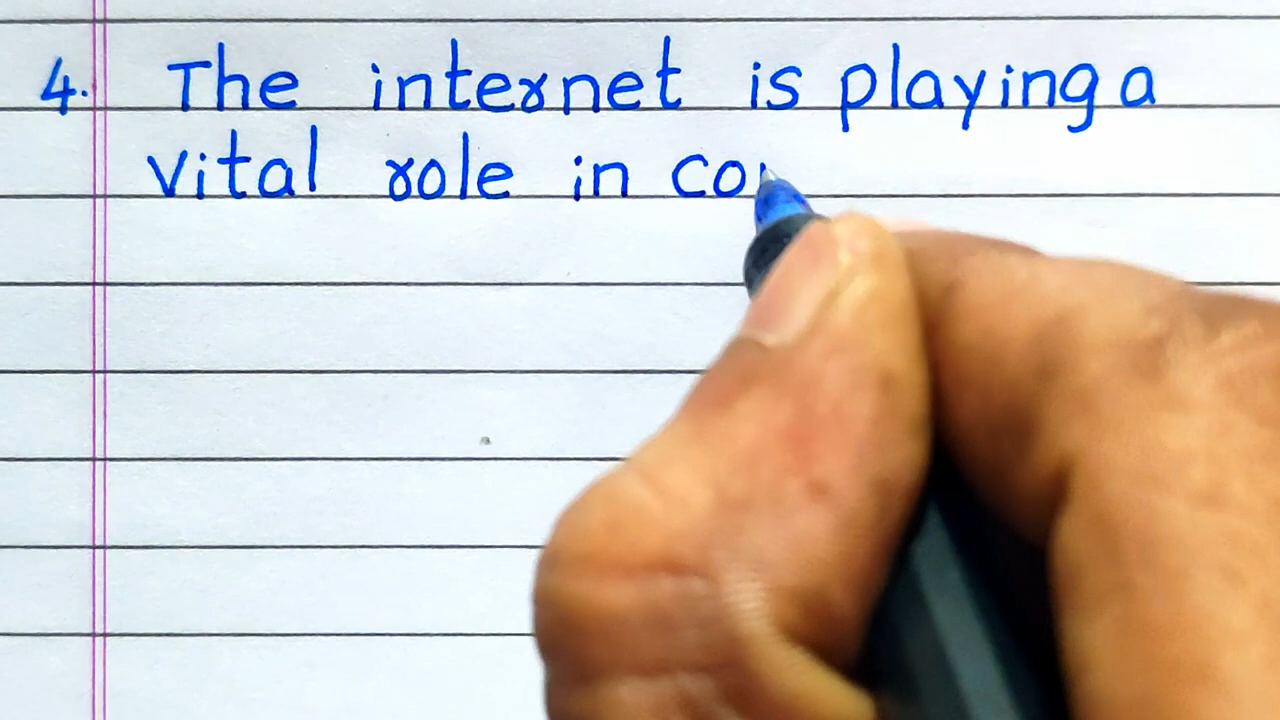 4. The internet is playing a
vital role in co